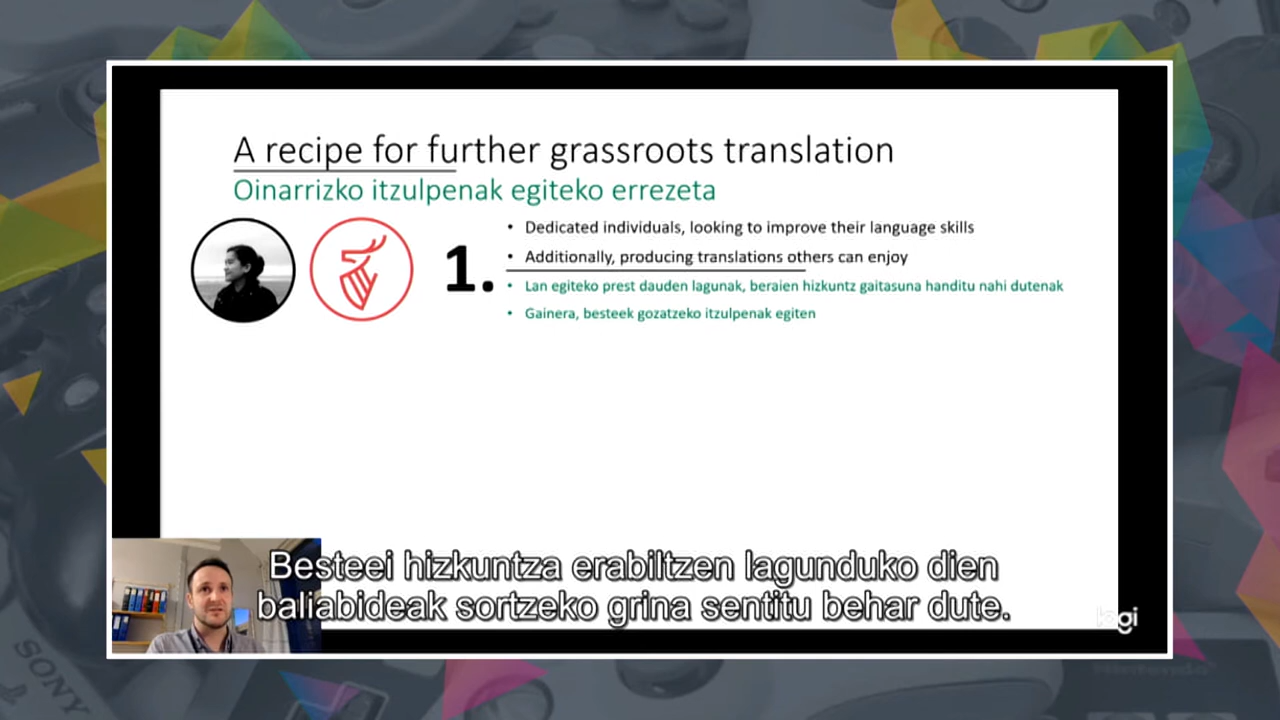 A recipe for further grassroots translation
Oinarrizko itzulpenak egiteko errezeta
1.
• Dedicated individuals, looking to improve their language skills
• Additionally, producing translations others can enjoy
• Lan egiteko prest dauden lagunak, beraien hizkuntz gaitasuna handitu nahi dutenak
• Gainera, besteek gozatzeko itzulpenak egiten
Besteei hizkuntza erabiltzen lagunduko dien
baliabideak sortzeko grina sentitu behar dute.
logi
SONY